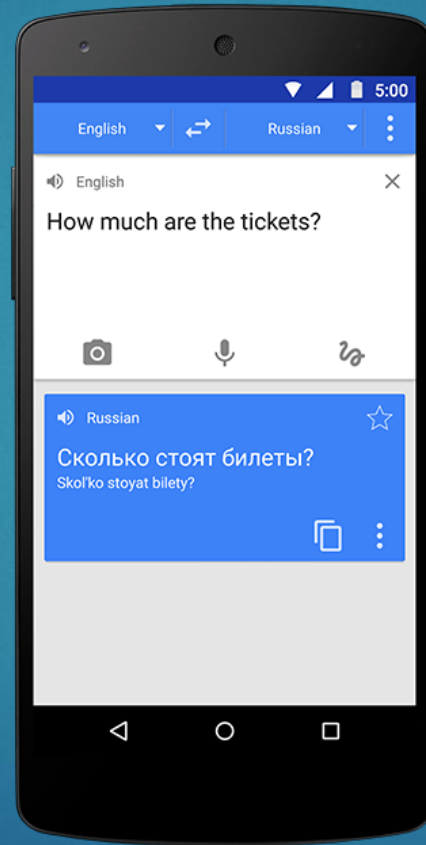 5:00
English Russian
English
How much are the tickets?
Russian
Сколько стоят билеты?
Skol'ko stoyat bilety?